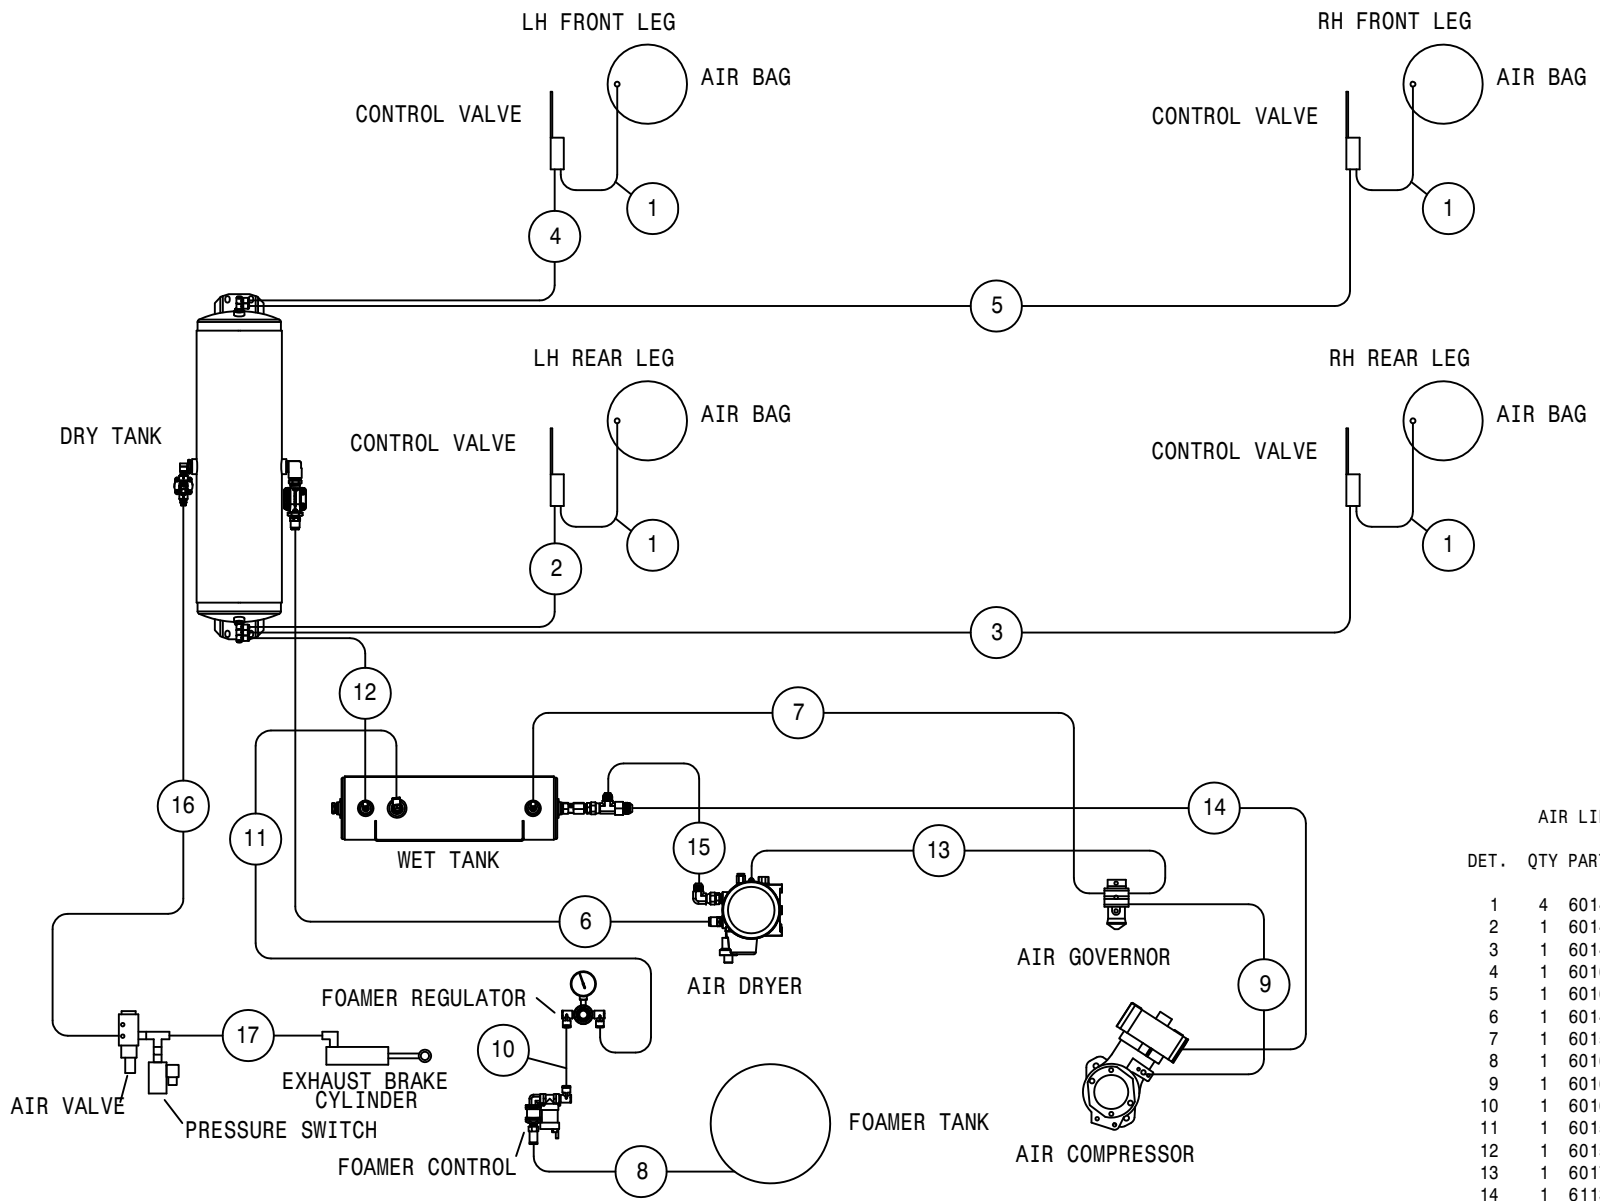 LH FRONT LEG
RH FRONT LEG
AIR BAG
AIR BAG
CONTROL VALVE
CONTROL VALVE
1
1
4
5
LH REAR LEG
RH REAR LEG
AIR BAG
AIR BAG
DRY TANK
CONTROL VALVE
CONTROL VALVE
1
1
2
3
12
7
16
11
14
WET TANK
15
13
6
AIR GOVERNOR
AIR DRYER
9
FOAMER REGULATOR
17
10
EXHAUST BRAKE
CYLINDER
AIR VALVE
PRESSURE SWITCH
FOAMER TANK
FOAMER CONTROL
AIR COMPRESSOR
8
AIR
DET. QTY
1 4
2 1
3 1
4 1
5 1
6 1
7 1
8 1
9 1
10 1
11 1
12 1
13 1
14 1